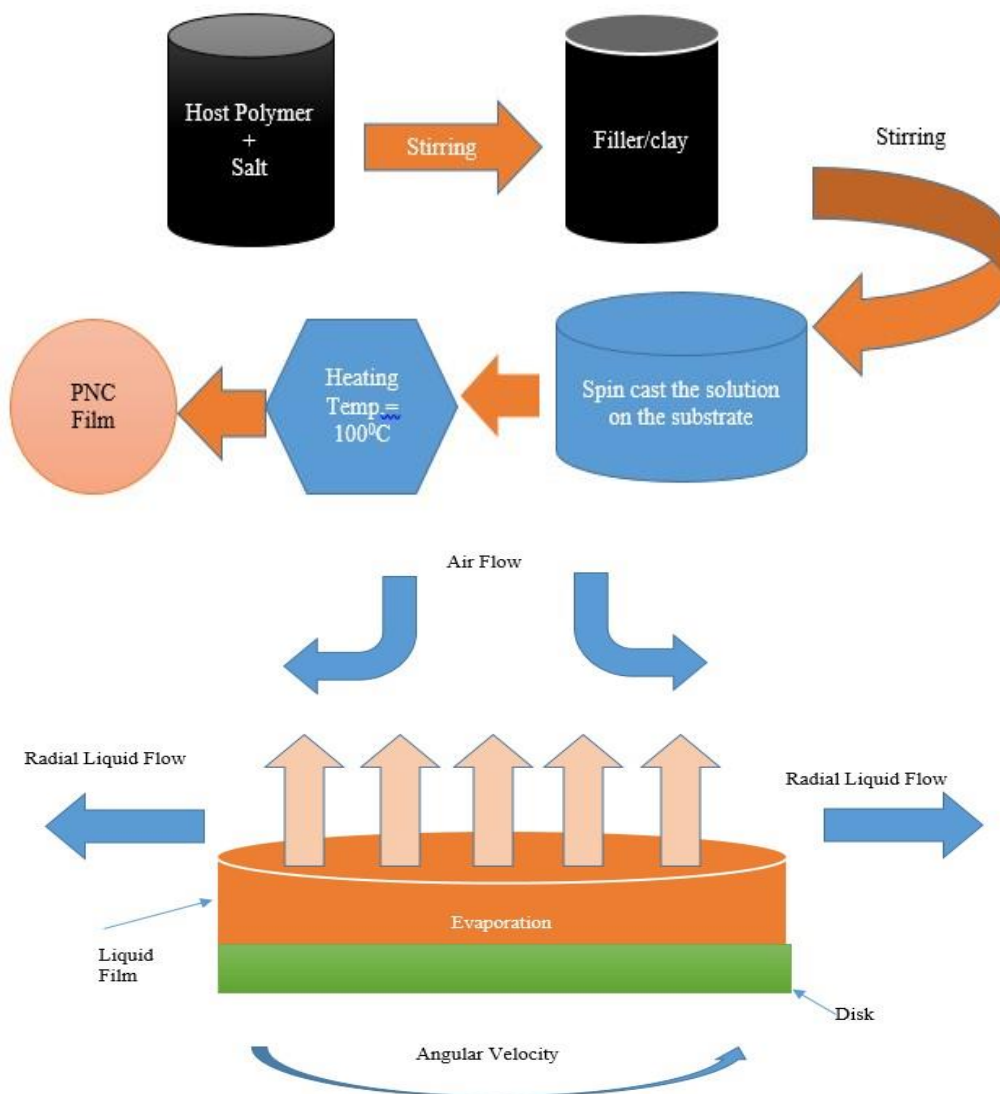 Host Polymer
+
Salt
Stirring
Filler/clay
Stirring
Spin cast the solution
on the substrate
Heating
Temp =
100⁰C
PNC
Film
Air Flow
Radial Liquid Flow
Radial Liquid Flow
Evaporation
Liquid
Film
Disk
Angular Velocity